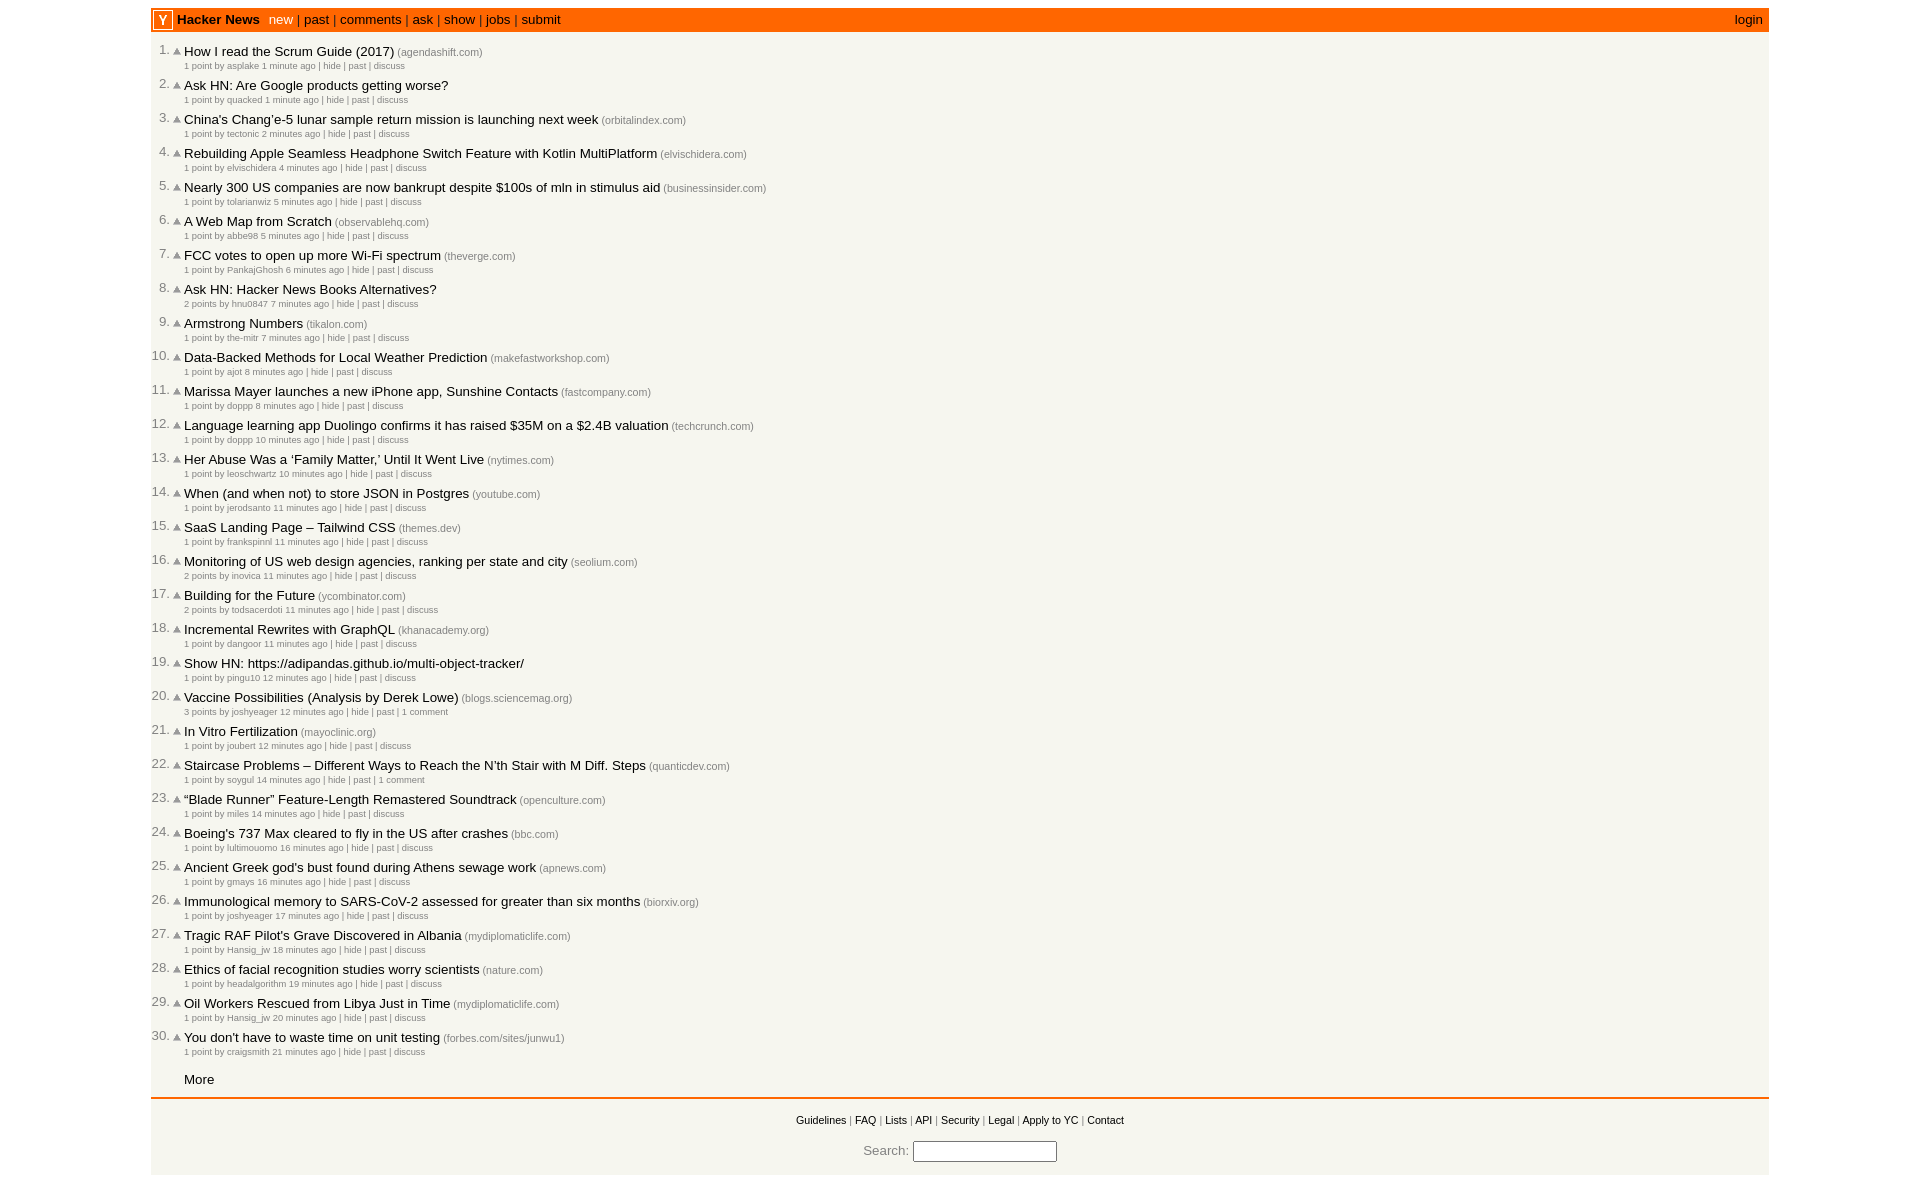 Y Hacker News new | past | comments | ask | show | jobs | submit login
1. How I read the Scrum Guide (2017) (agendashift.com)
1 point by asplake 1 minute ago | hide | past | discuss
2. Ask HN: Are Google products getting worse?
1 point by quacked 1 minute ago | hide | past | discuss
3. China's Chang’e-5 lunar sample return mission is launching next week (orbitalindex.com)
1 point by tectonic 2 minutes ago | hide | past | discuss
4. Rebuilding Apple Seamless Headphone Switch Feature with Kotlin MultiPlatform (elvischidera.com)
1 point by elvischidera 4 minutes ago | hide | past | discuss
5. Nearly 300 US companies are now bankrupt despite $100s of mln in stimulus aid (businessinsider.com)
1 point by tolarianwiz 5 minutes ago | hide | past | discuss
6. A Web Map from Scratch (observablehq.com)
1 point by abbe98 5 minutes ago | hide | past | discuss
7. FCC votes to open up more Wi-Fi spectrum (theverge.com)
1 point by PankajGhosh 6 minutes ago | hide | past | discuss
8. Ask HN: Hacker News Books Alternatives?
2 points by hnu0847 7 minutes ago | hide | past | discuss
9. Armstrong Numbers (tikalon.com)
1 point by the-mitr 7 minutes ago | hide | past | discuss
10. Data-Backed Methods for Local Weather Prediction (makefastworkshop.com)
1 point by ajot 8 minutes ago | hide | past | discuss
11. Marissa Mayer launches a new iPhone app, Sunshine Contacts (fastcompany.com)
1 point by doppp 8 minutes ago | hide | past | discuss
12. Language learning app Duolingo confirms it has raised $35M on a $2.4B valuation (techcrunch.com)
1 point by doppp 10 minutes ago | hide | past | discuss
13. Her Abuse Was a ‘Family Matter,’ Until It Went Live (nytimes.com)
1 point by leoschwartz 10 minutes ago | hide | past | discuss
14. When (and when not) to store JSON in Postgres (youtube.com)
1 point by jerodsanto 11 minutes ago | hide | past | discuss
15. SaaS Landing Page – Tailwind CSS (themes.dev)
1 point by frankspinnl 11 minutes ago | hide | past | discuss
16. Monitoring of US web design agencies, ranking per state and city (seolium.com)
2 points by inovica 11 minutes ago | hide | past | discuss
17. Building for the Future (ycombinator.com)
2 points by todsacerdoti 11 minutes ago | hide | past | discuss
18. Incremental Rewrites with GraphQL (khanacademy.org)
1 point by dangoor 11 minutes ago | hide | past | discuss
19. Show HN: https://adipandas.github.io/multi-object-tracker/
1 point by pingu10 12 minutes ago | hide | past | discuss
20. Vaccine Possibilities (Analysis by Derek Lowe) (blogs.sciencemag.org)
3 points by joshyeager 12 minutes ago | hide | past | 1 comment
21. In Vitro Fertilization (mayoclinic.org)
1 point by joubert 12 minutes ago | hide | past | discuss
22. Staircase Problems – Different Ways to Reach the N’th Stair with M Diff. Steps (quanticdev.com)
1 point by soygul 14 minutes ago | hide | past | 1 comment
23. “Blade Runner” Feature-Length Remastered Soundtrack (openculture.com)
1 point by miles 14 minutes ago | hide | past | discuss
24. Boeing's 737 Max cleared to fly in the US after crashes (bbc.com)
1 point by lultimouomo 16 minutes ago | hide | past | discuss
25. Ancient Greek god's bust found during Athens sewage work (apnews.com)
1 point by gmays 16 minutes ago | hide | past | discuss
26. Immunological memory to SARS-CoV-2 assessed for greater than six months (biorxiv.org)
1 point by joshyeager 17 minutes ago | hide | past | discuss
27. Tragic RAF Pilot's Grave Discovered in Albania (mydiplomaticlife.com)
1 point by Hansig_jw 18 minutes ago | hide | past | discuss
28. Ethics of facial recognition studies worry scientists (nature.com)
1 point by headalgorithm 19 minutes ago | hide | past | discuss
29. Oil Workers Rescued from Libya Just in Time (mydiplomaticlife.com)
1 point by Hansig_jw 20 minutes ago | hide | past | discuss
30. You don't have to waste time on unit testing (forbes.com/sites/junwu1)
1 point by craigsmith 21 minutes ago | hide | past | discuss
More
Guidelines | FAQ | Lists | API | Security | Legal | Apply to YC | Contact
Search: